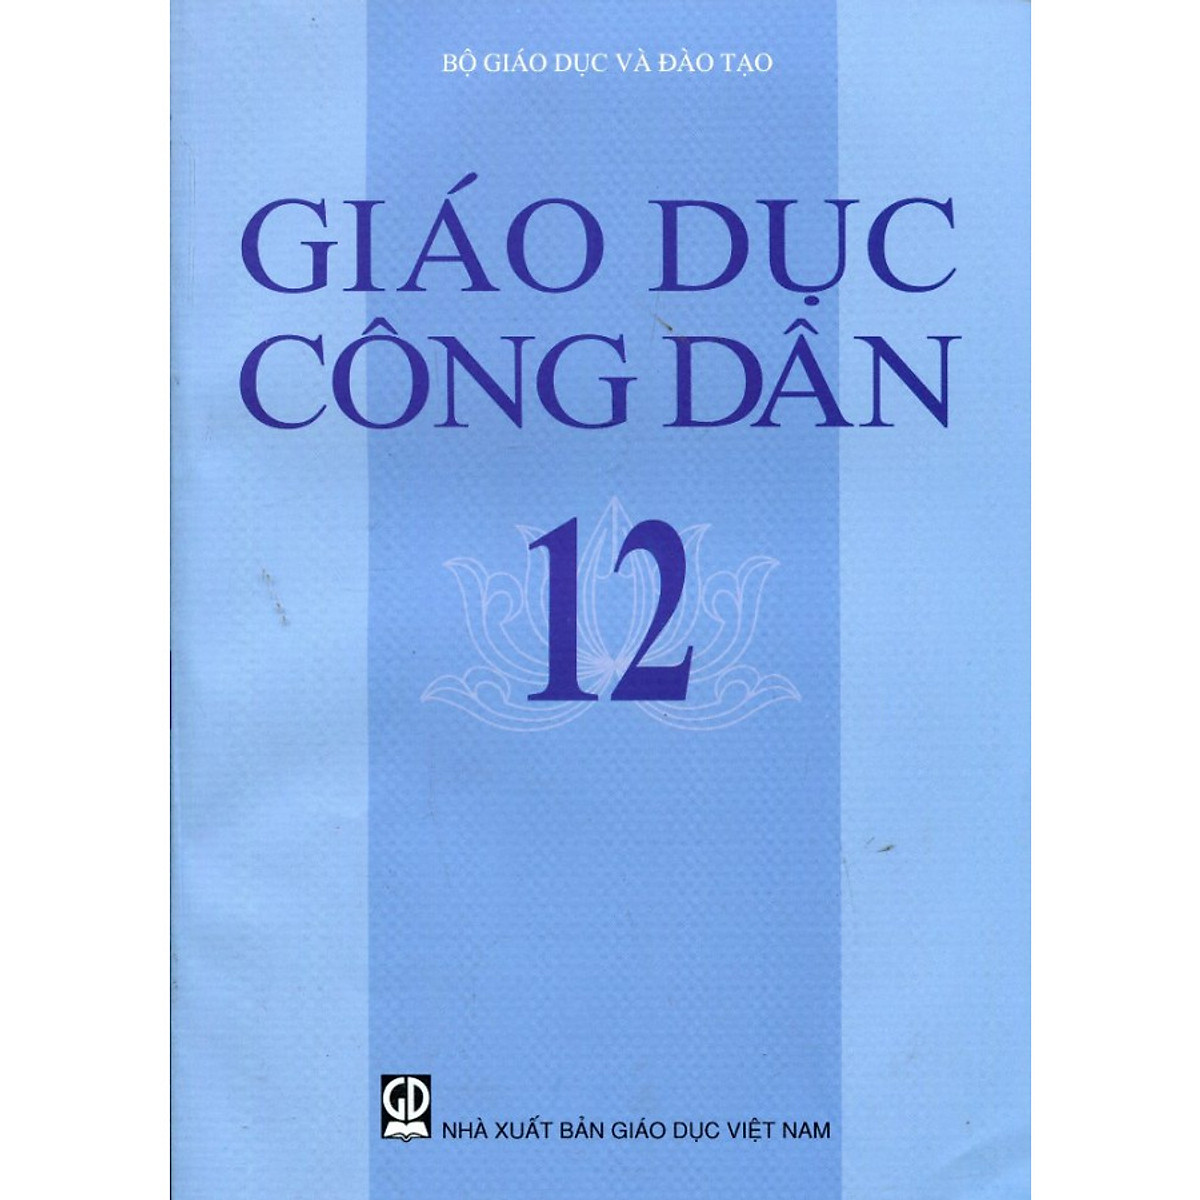 BỘ GIÁO DỤC VÀ ĐÀO TẠO
GIÁO DỤC
CÔNG DÂN
12
GD
NHÀ XUẤT BẢN GIÁO DỤC VIỆT NAM